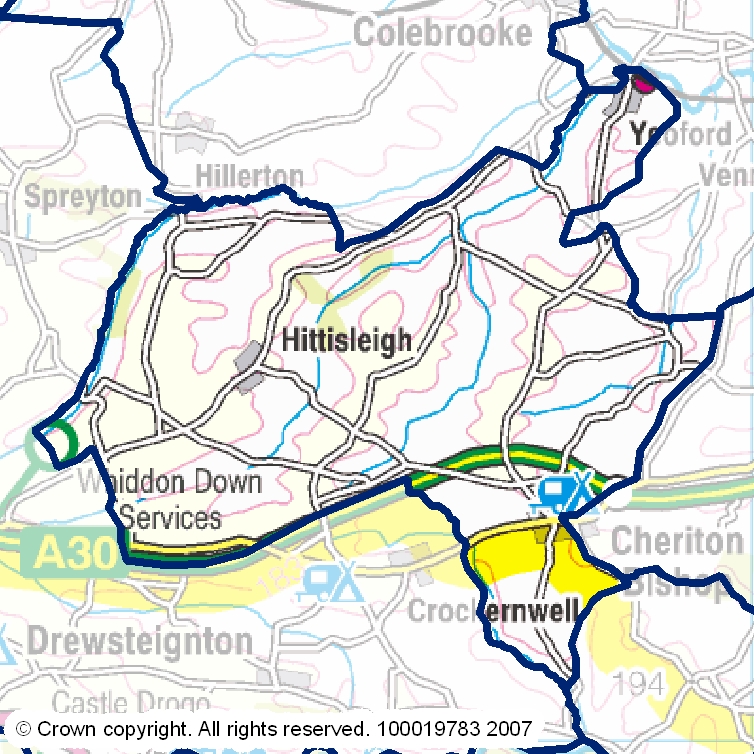 Colebrooke
Yeoford
Hillerton
Spreyton
Venn
Hittisleigh
Whiddon Down
Services
A30
Cheriton
Bishop
183
Crockernwell
Drewsteignton
194
Castle Drogo
© Crown copyright. All rights reserved. 100019783 2007